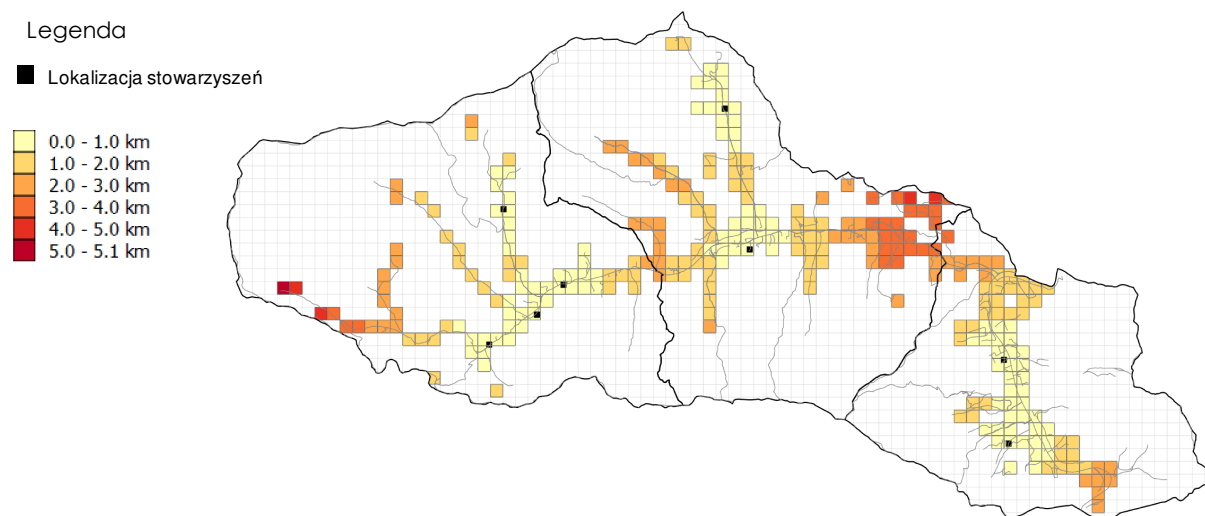 Legenda
Lokalizacja stowarzyszeń
0.0 - 1.0 km
1.0 - 2.0 km
2.0 - 3.0 km
3.0 - 4.0 km
4.0 - 5.0 km
5.0 - 5.1 km